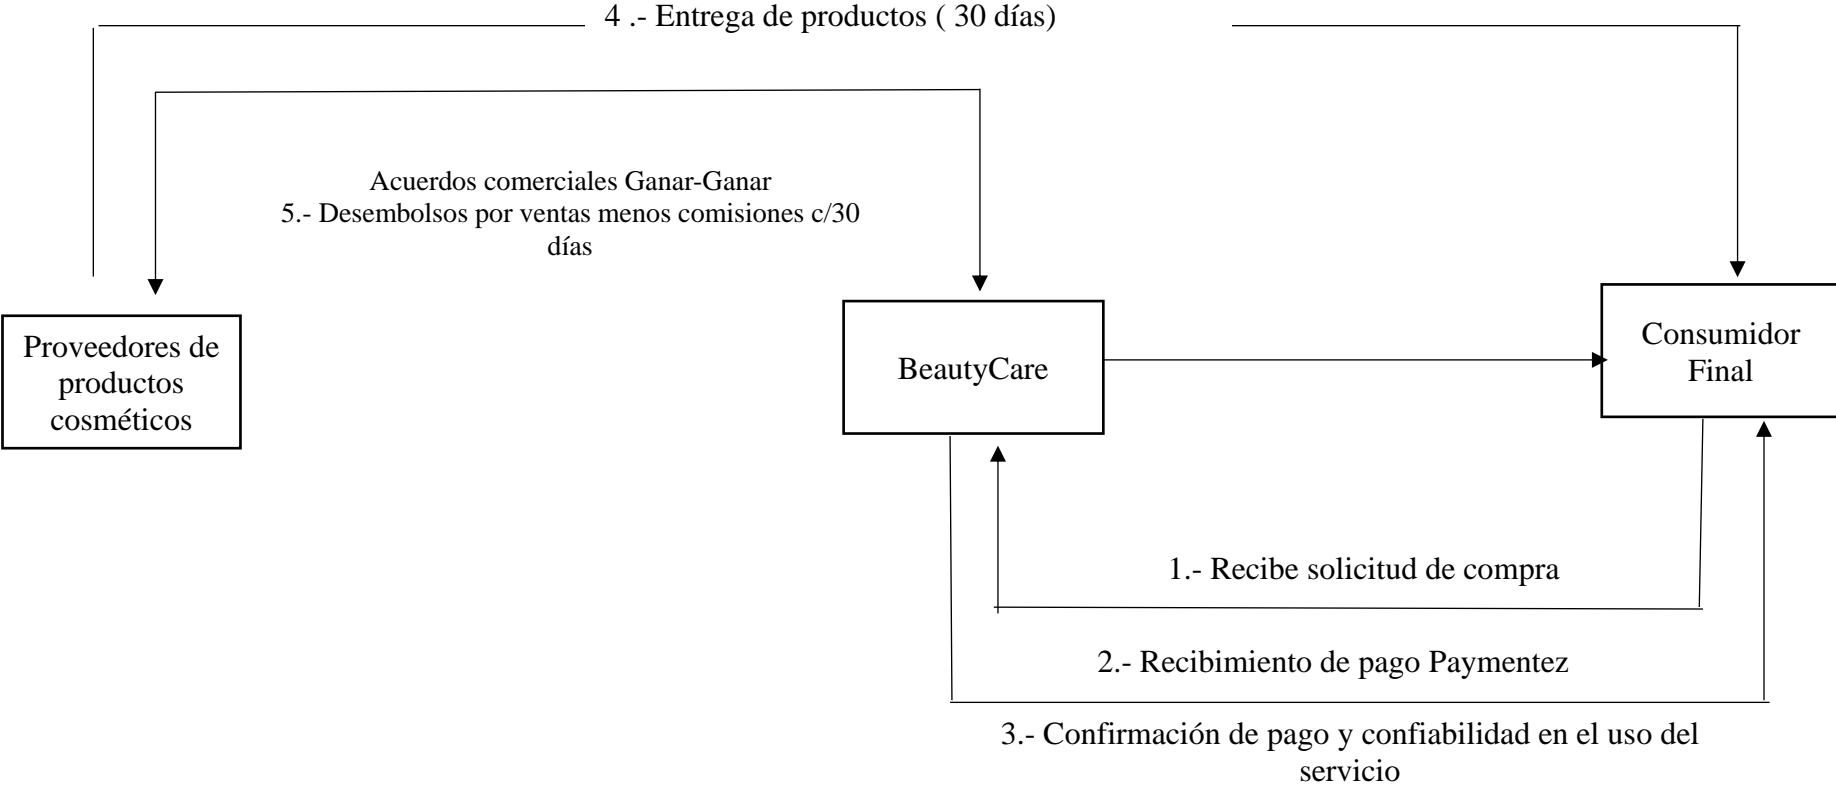 4 .- Entrega de productos ( 30 días)
Acuerdos comerciales Ganar-Ganar
5.- Desembolsos por ventas menos comisiones c/30
días
Proveedores de
productos
cosméticos
BeautyCare
Consumidor
Final
1.- Recibe solicitud de compra
2.- Recibimiento de pago Paymentez
3.- Confirmación de pago y confiabilidad en el uso del
servicio